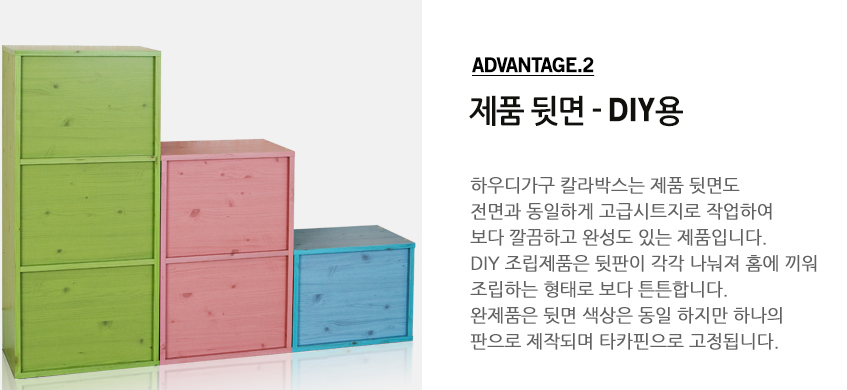 ADVANTAGE.2
제품 뒷면 - DIY용
하우디가구 칼라박스는 제품 뒷면도
전면과 동일하게 고급시트지로 작업하여
보다 깔끔하고 완성도 있는 제품입니다.
DIY 조립제품은 뒷판이 각각 나눠져 홈에 끼워
조립하는 형태로 보다 튼튼합니다.
완제품은 뒷면 색상은 동일 하지만 하나의
판으로 제작되며 타카핀으로 고정됩니다.